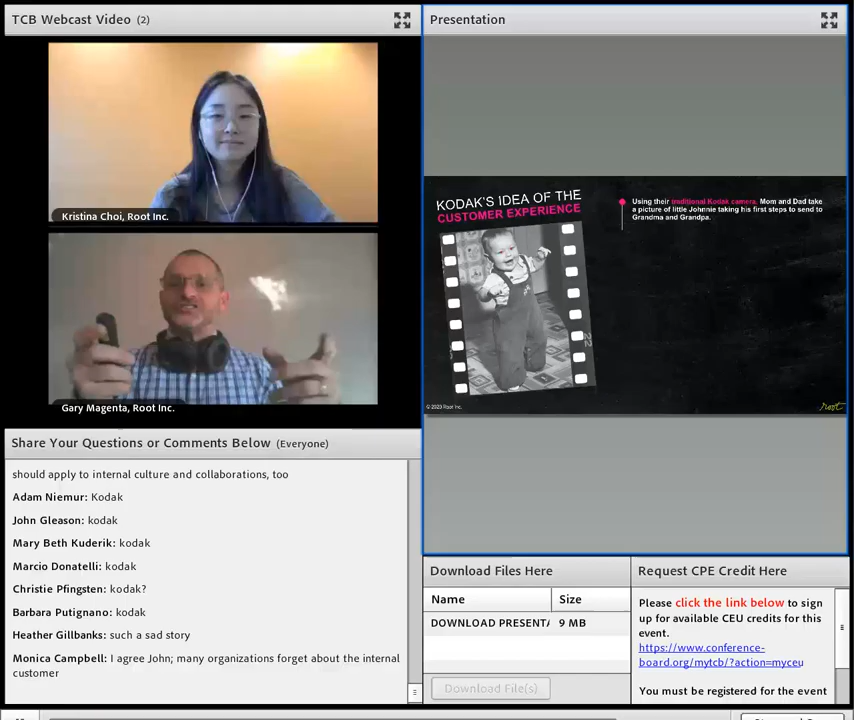 TCB Webcast Video (2)
Kristina Choi, Root Inc.
Gary Magenta, Root Inc.
Share Your Questions or Comments Below (Everyone)
should apply to internal culture and collaborations, too
Adam Niemur: Kodak
John Gleason: kodak
Mary Beth Kuderik: kodak
Marcio Donatelli: kodak
Christie Pfingsten: kodak?
Barbara Putignano: kodak
Heather Gillbanks: such a sad story
Monica Campbell: I agree John; many organizations forget about the internal
customer
Presentation
KODAK'S IDEA OF THE
CUSTOMER EXPERIENCE
Using their traditional Kodak camera, Mom and Dad take
a picture of little Johnnie taking his first steps to send to
Grandma and Grandpa.
22
© 2023 Root Inc.
root
Download Files Here
Name Size
DOWNLOAD PRESENTA 9 MB
Download File(s)
Request CPE Credit Here
Please click the link below to sign
up for available CEU credits for this
event.
https://www.conference-
board.org/mytcb/?action=myceu
You must be registered for the event